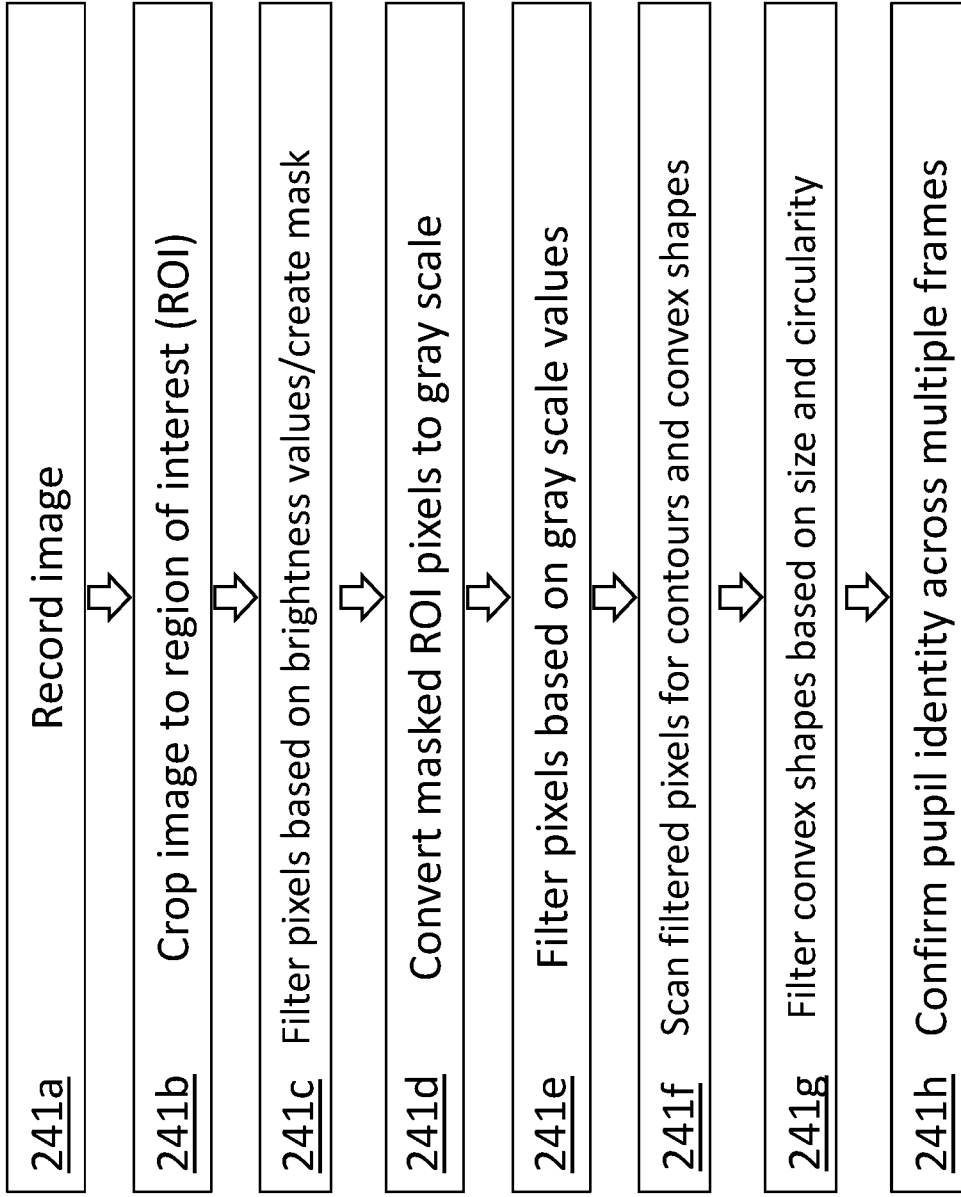 241a Record image
241b Crop image to region of interest (ROI)
241c Filter pixels based on brightness values/create mask
241d Convert masked ROI pixels to gray scale
241e Filter pixels based on gray scale values
241f Scan filtered pixels for contours and convex shapes
241g Filter convex shapes based on size and circularity
241h Confirm pupil identity across multiple frames